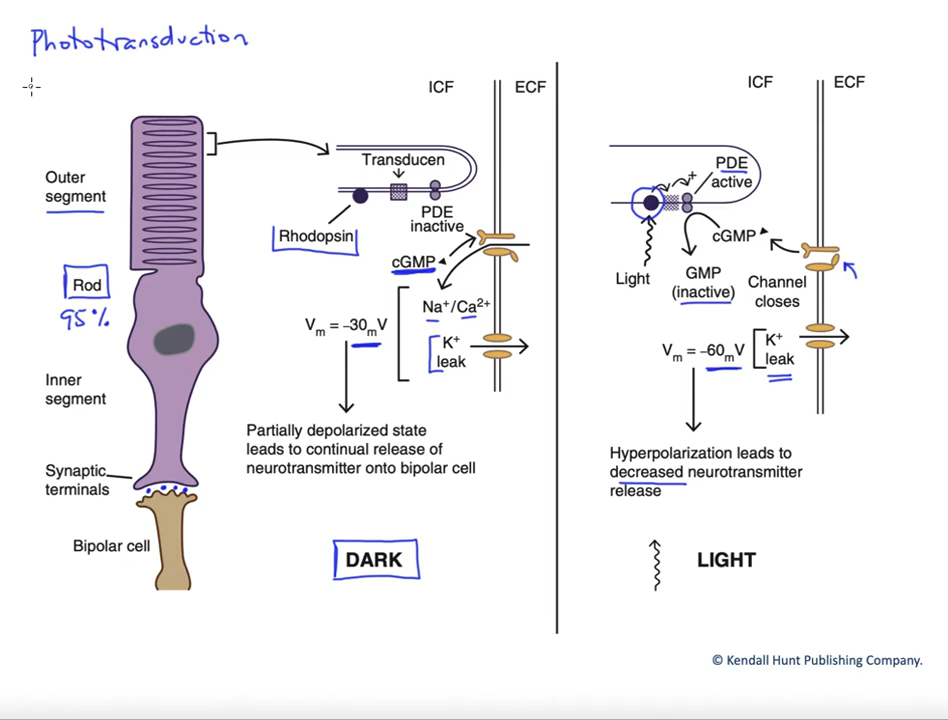 Phototransduction
Outer
segment
Rod
95%
Inner
segment
Synaptic
terminals
Bipolar cell
ICF
ECF
Transducen
PDE
inactive
Rhodopsin
cGMP
Na⁺/Ca²⁺
Vₘ = –30ₘV
K⁺
leak
Partially depolarized state
leads to continual release of
neurotransmitter onto bipolar cell
DARK
ICF
ECF
PDE
active
+
cGMP
Light
GMP
(inactive)
Channel
closes
Vₘ = –60ₘV
K⁺
leak
Hyperpolarization leads to
decreased neurotransmitter
release
LIGHT
© Kendall Hunt Publishing Company.